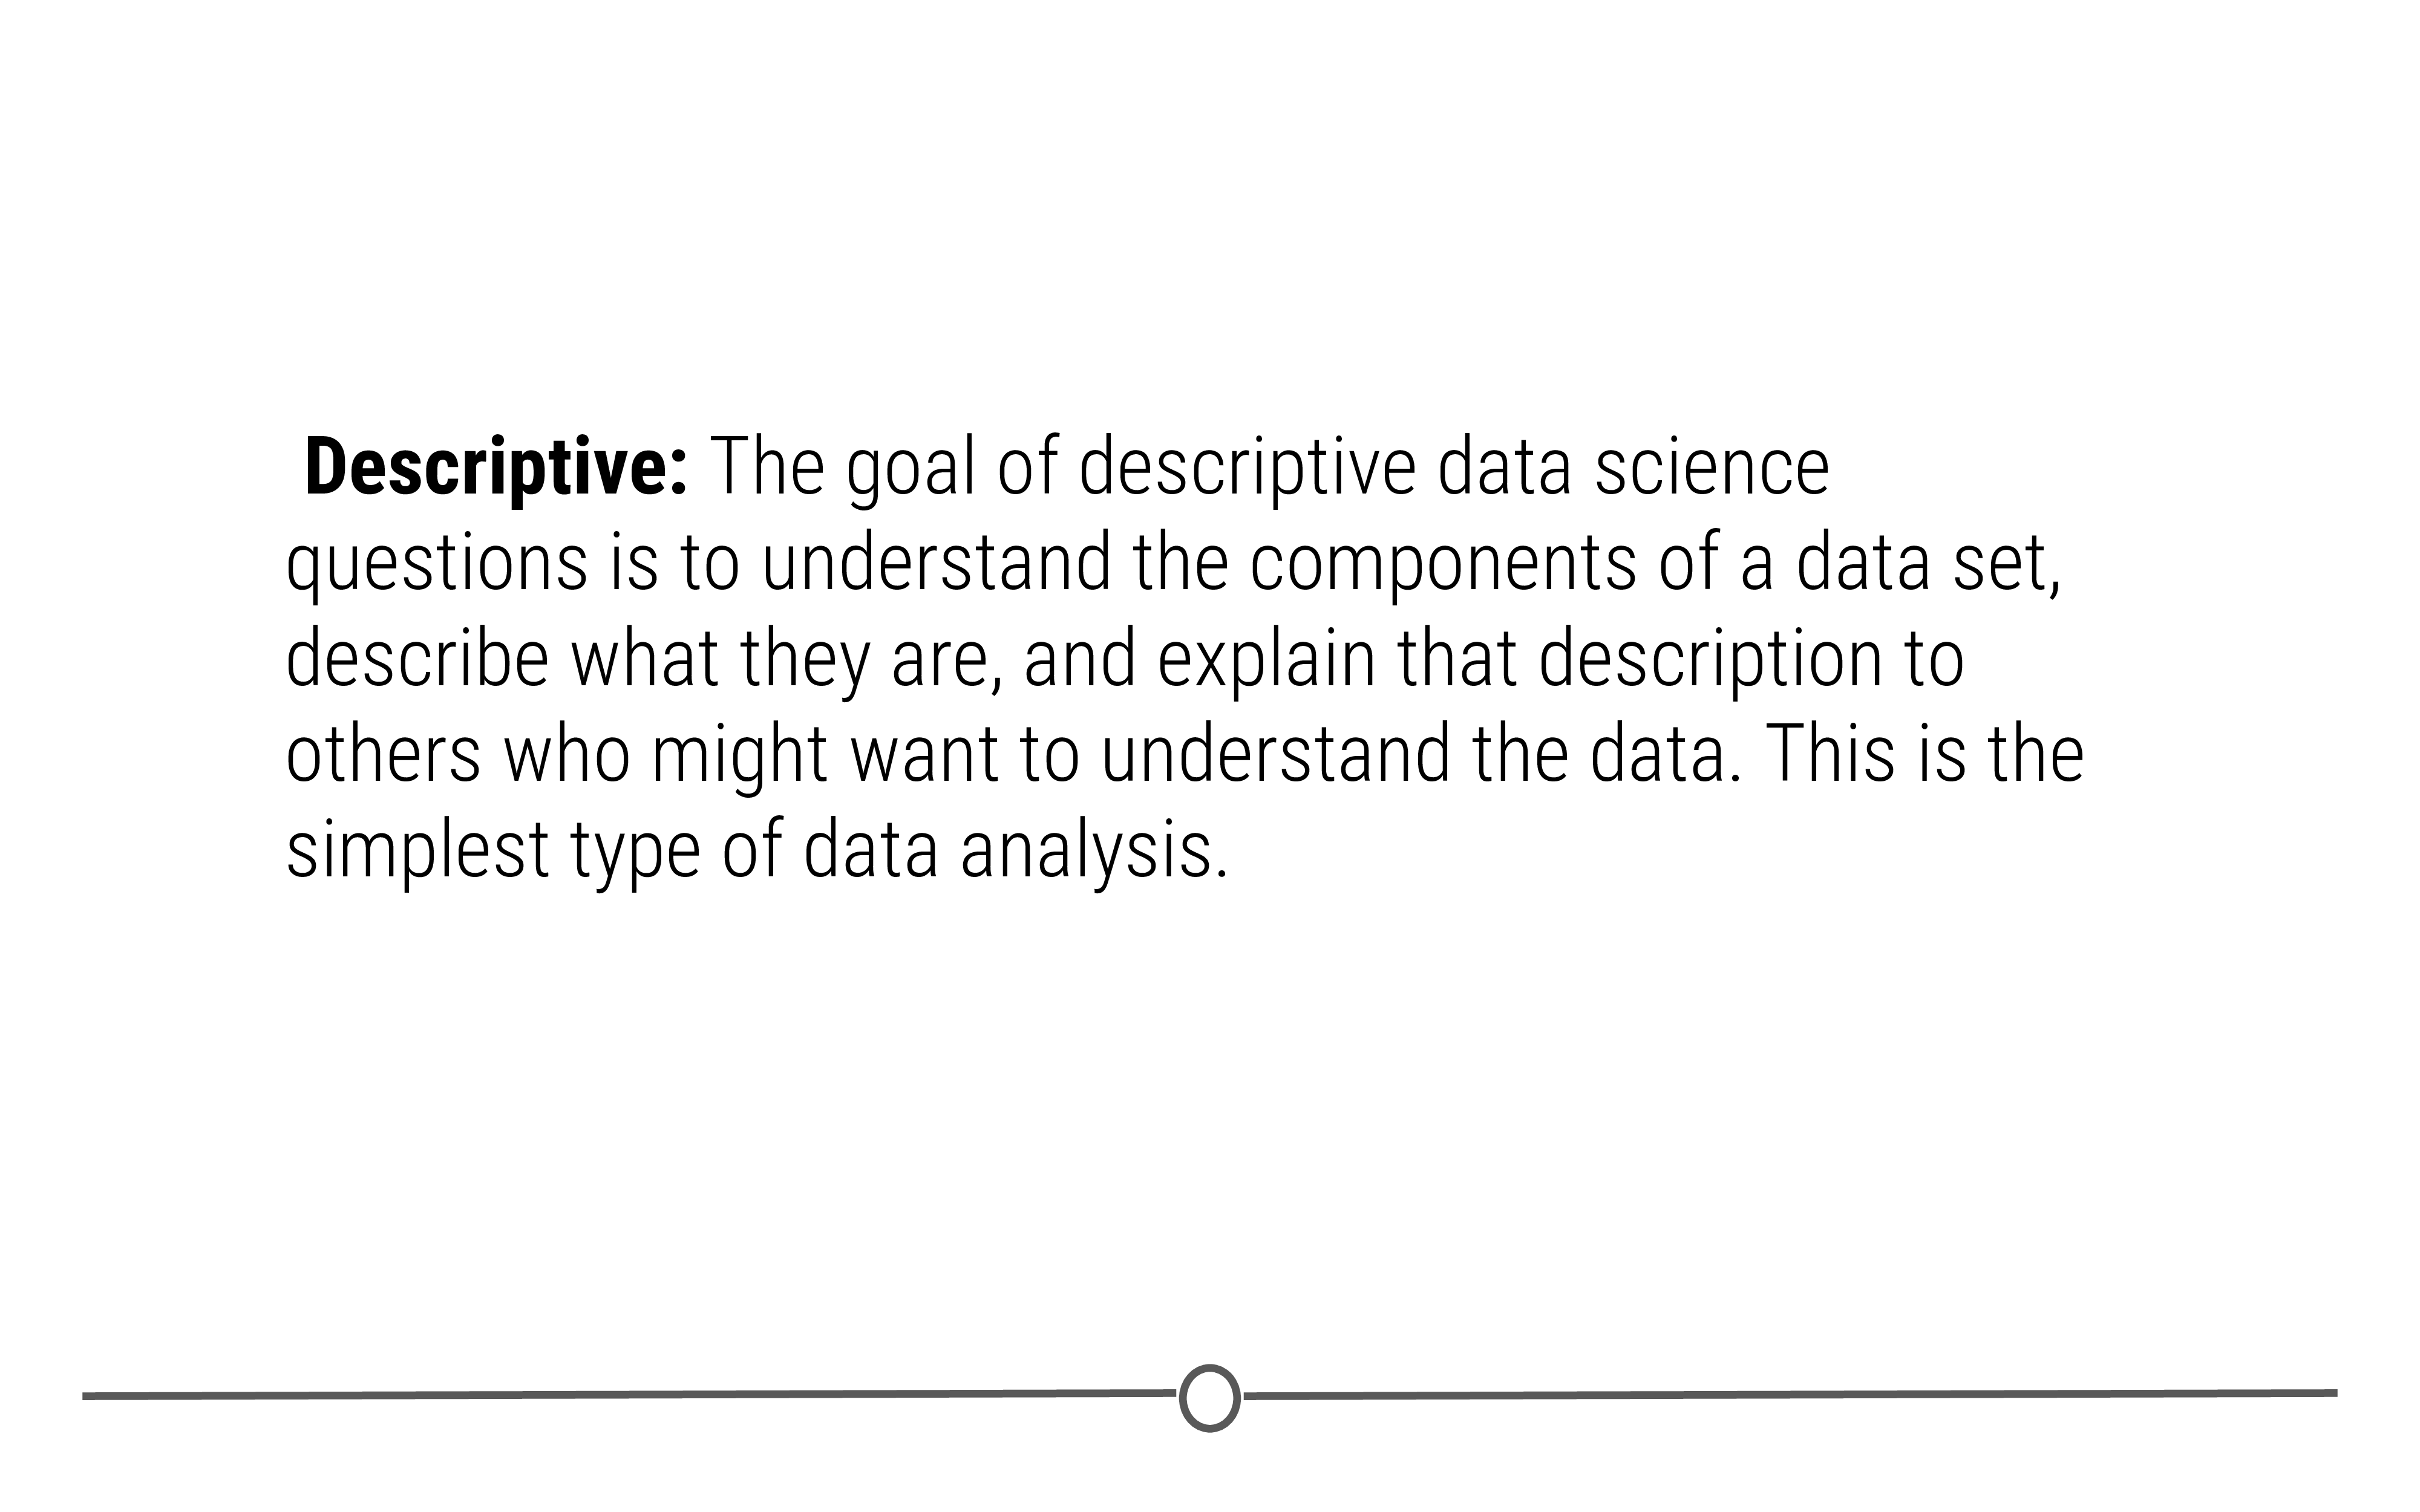 Descriptive: The goal of descriptive data science
questions is to understand the components of a data set,
describe what they are, and explain that description to
others who might want to understand the data. This is the
simplest type of data analysis.